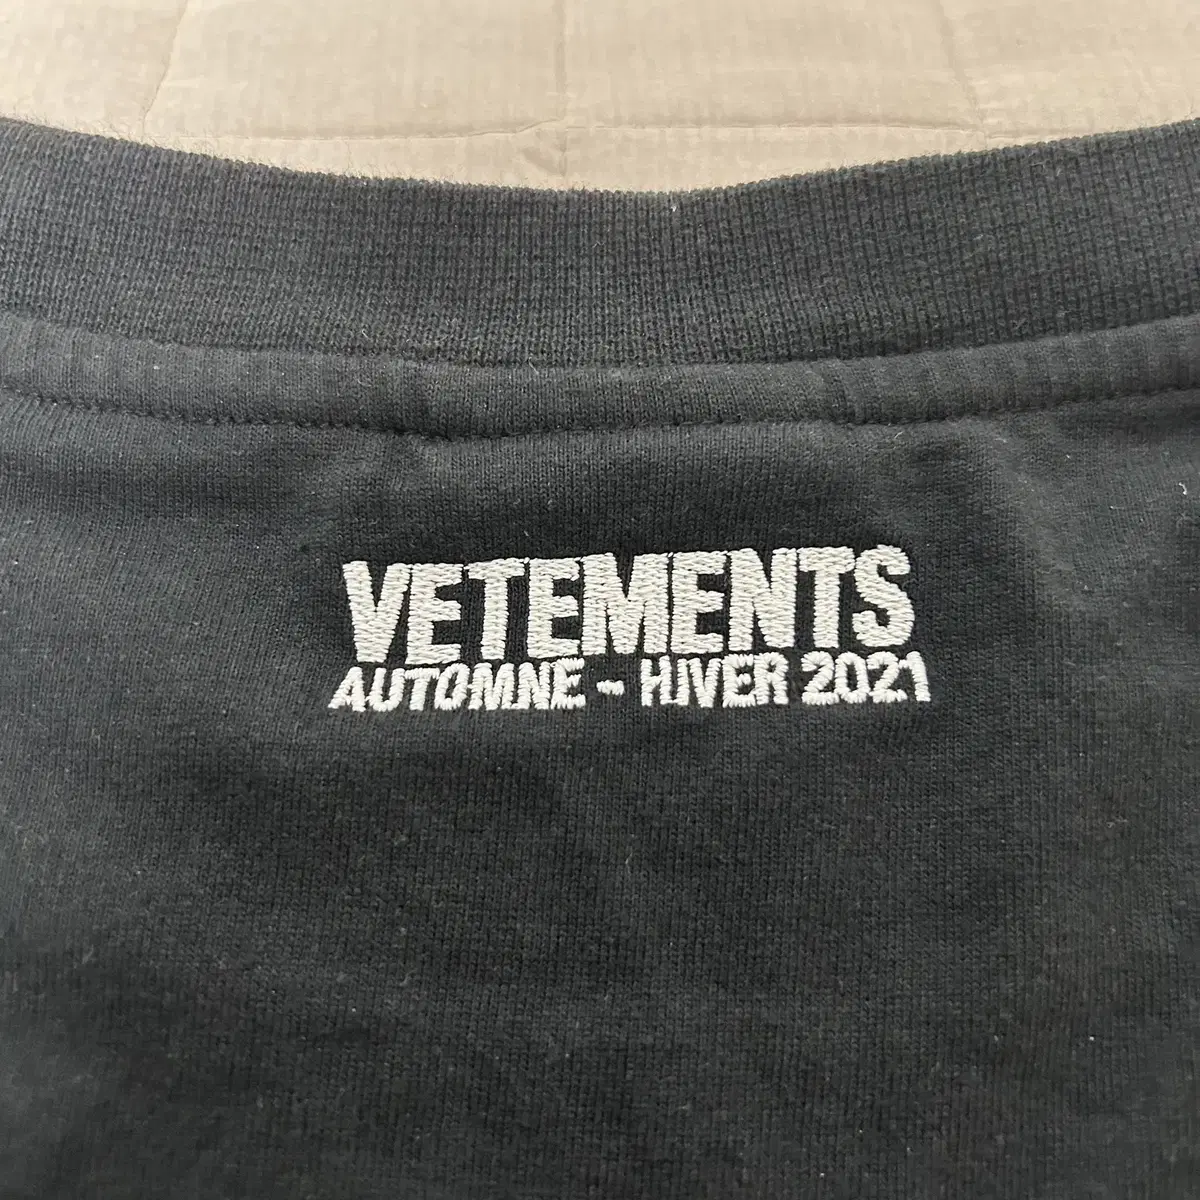 VETEMENTS
AUTOMNE - HIVER 2021